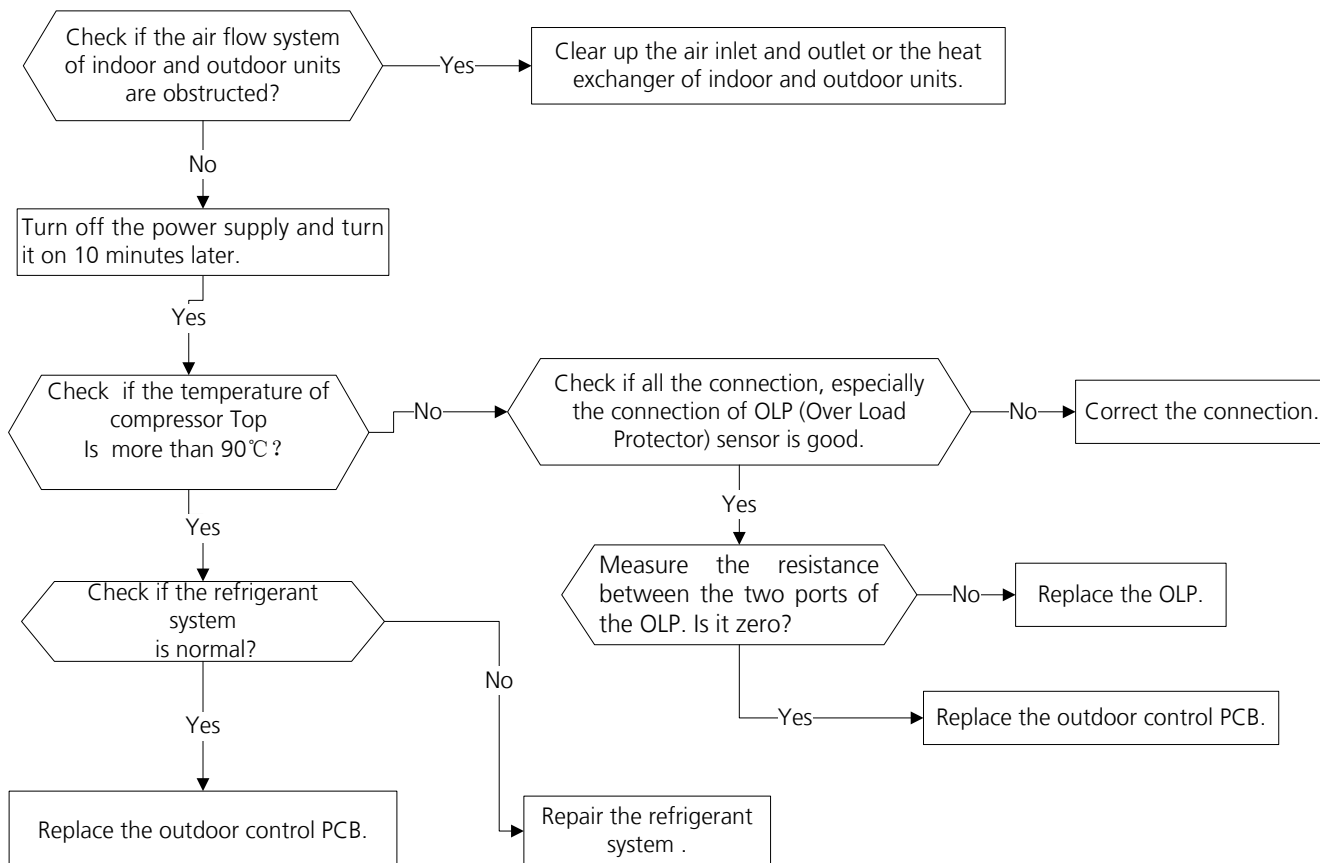 Check if the air flow system
of indoor and outdoor units
are obstructed?
Yes
Clear up the air inlet and outlet or the heat
exchanger of indoor and outdoor units.
No
Turn off the power supply and turn
it on 10 minutes later.
Yes
Check if the temperature of
compressor Top
Is more than 90℃?
No
Check if all the connection, especially
the connection of OLP (Over Load
Protector) sensor is good.
No
Correct the connection.
Yes
Yes
Measure the resistance
between the two ports of
the OLP. Is it zero?
No
Replace the OLP.
Check if the refrigerant
system
is normal?
No
Yes
Yes
Replace the outdoor control PCB.
Replace the outdoor control PCB.
Repair the refrigerant
system .